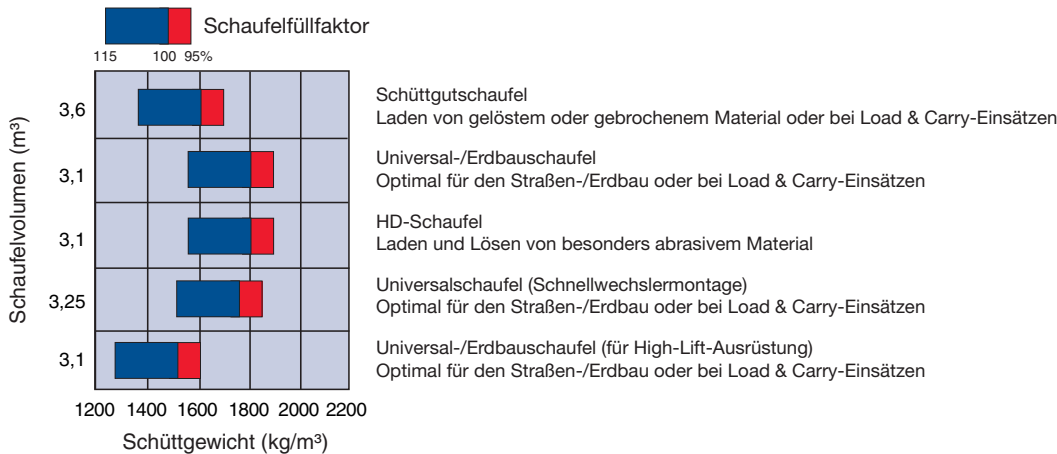 Schaufelfüllfaktor
115 100 95%
Schaufelvolumen (m³)
3,6
Schüttgutschaufel
Laden von gelöstem oder gebrochenem Material oder bei Load & Carry-Einsätzen
3,1
Universal-/Erdbauschaufel
Optimal für den Straßen-/Erdbau oder bei Load & Carry-Einsätzen
3,1
HD-Schaufel
Laden und Lösen von besonders abrasivem Material
3,25
Universalschaufel (Schnellwechslermontage)
Optimal für den Straßen-/Erdbau oder bei Load & Carry-Einsätzen
3,1
Universal-/Erdbauschaufel (für High-Lift-Ausrüstung)
Optimal für den Straßen-/Erdbau oder bei Load & Carry-Einsätzen
1200 1400 1600 1800 2000 2200
Schüttgewicht (kg/m³)